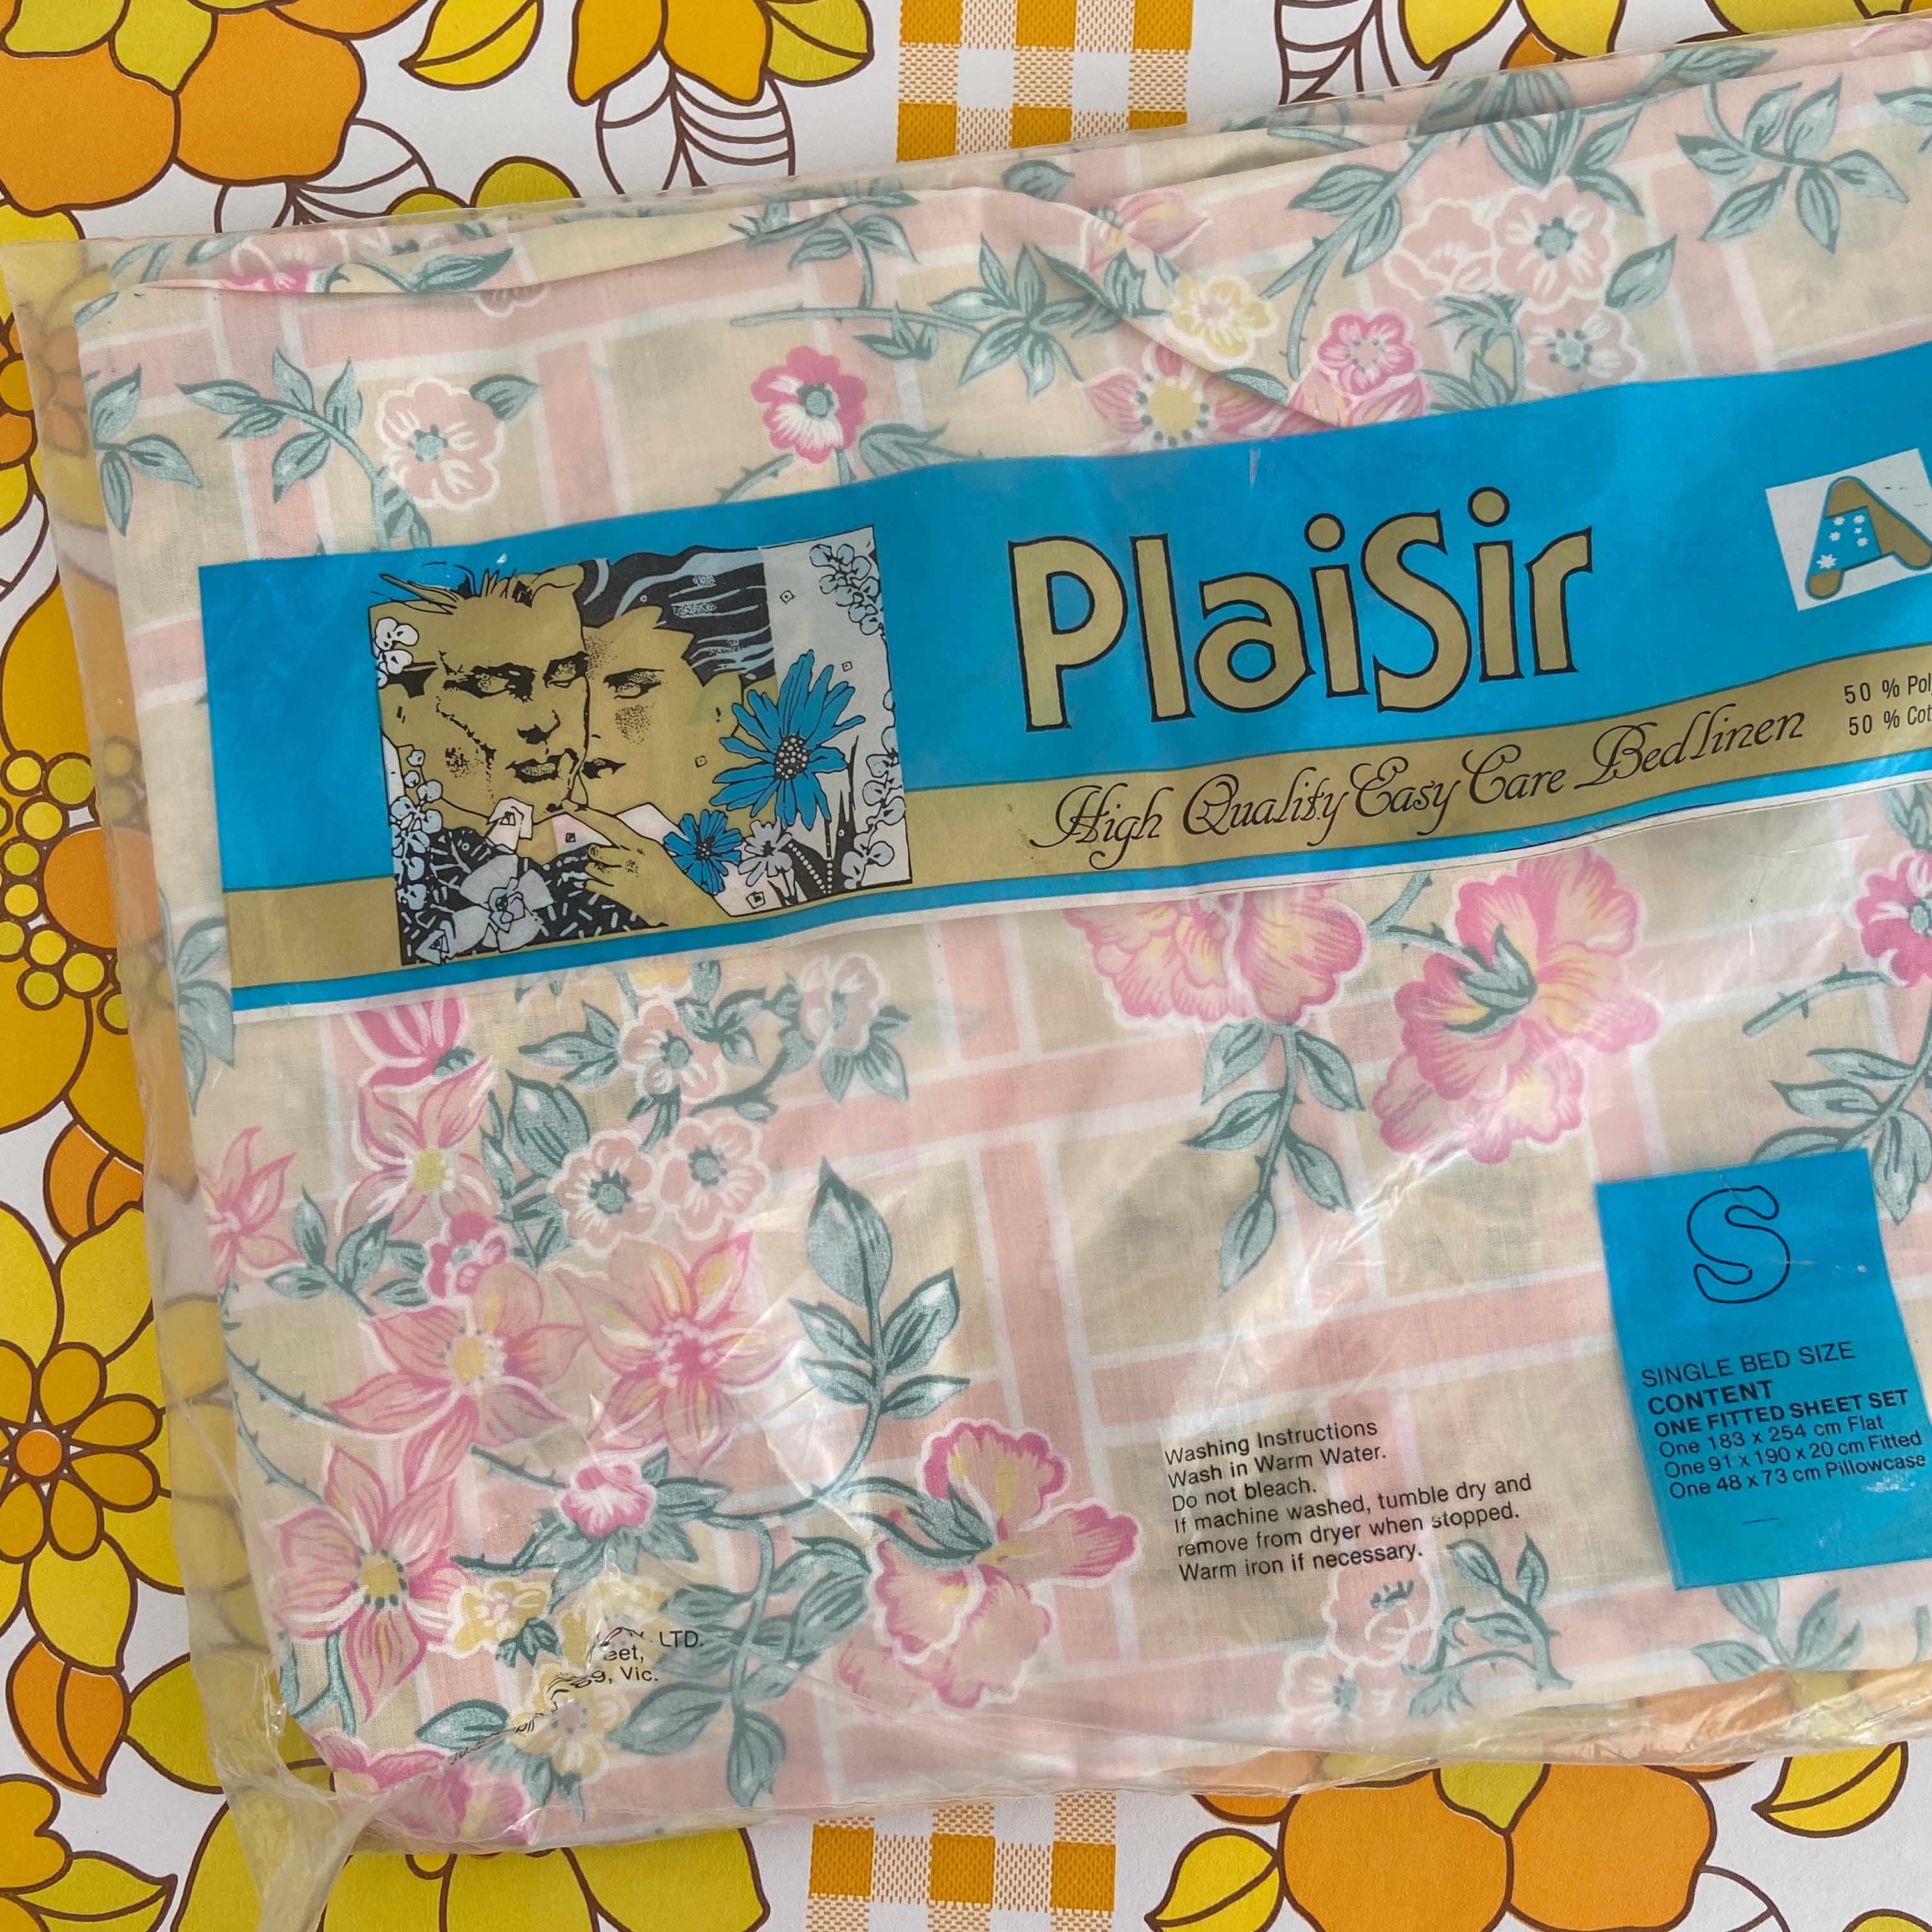 PlaiSir
A
50 % Pol
50 % Cot
High Quality Easy Care Bedlinen
S
SINGLE BED SIZE
CONTENT
ONE FITTED SHEET SET
One 183 x 254 cm Flat
One 91 x 190 x 20 cm Fitted
One 48 x 73 cm Pillowcase
Washing Instructions
Wash in Warm Water.
Do not bleach.
If machine washed, tumble dry and
remove from dryer when stopped.
Warm iron if necessary.
LTD.
eet,
Vic.